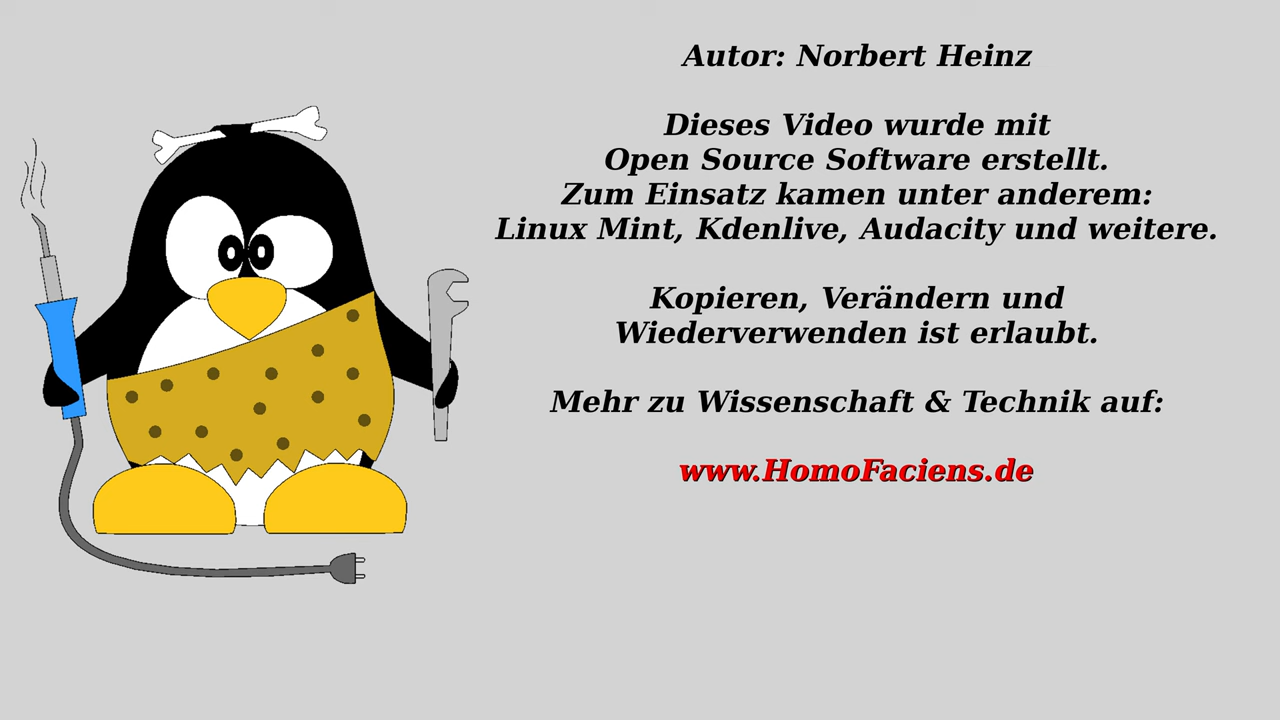 Autor: Norbert Heinz
Dieses Video wurde mit
Open Source Software erstellt.
Zum Einsatz kamen unter anderem:
Linux Mint, Kdenlive, Audacity und weitere.
Kopieren, Verändern und
Wiederverwenden ist erlaubt.
Mehr zu Wissenschaft & Technik auf:
www.HomoFaciens.de